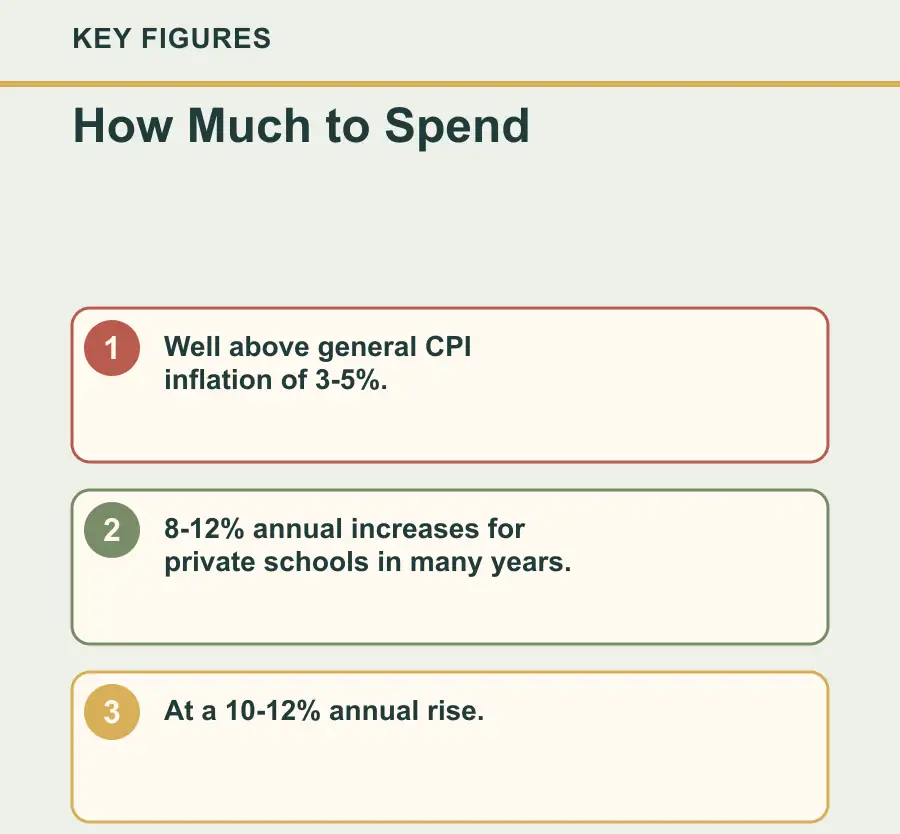 KEY FIGURES
How Much to Spend
1
Well above general CPI
inflation of 3-5%.
2
8-12% annual increases for
private schools in many years.
3
At a 10-12% annual rise.